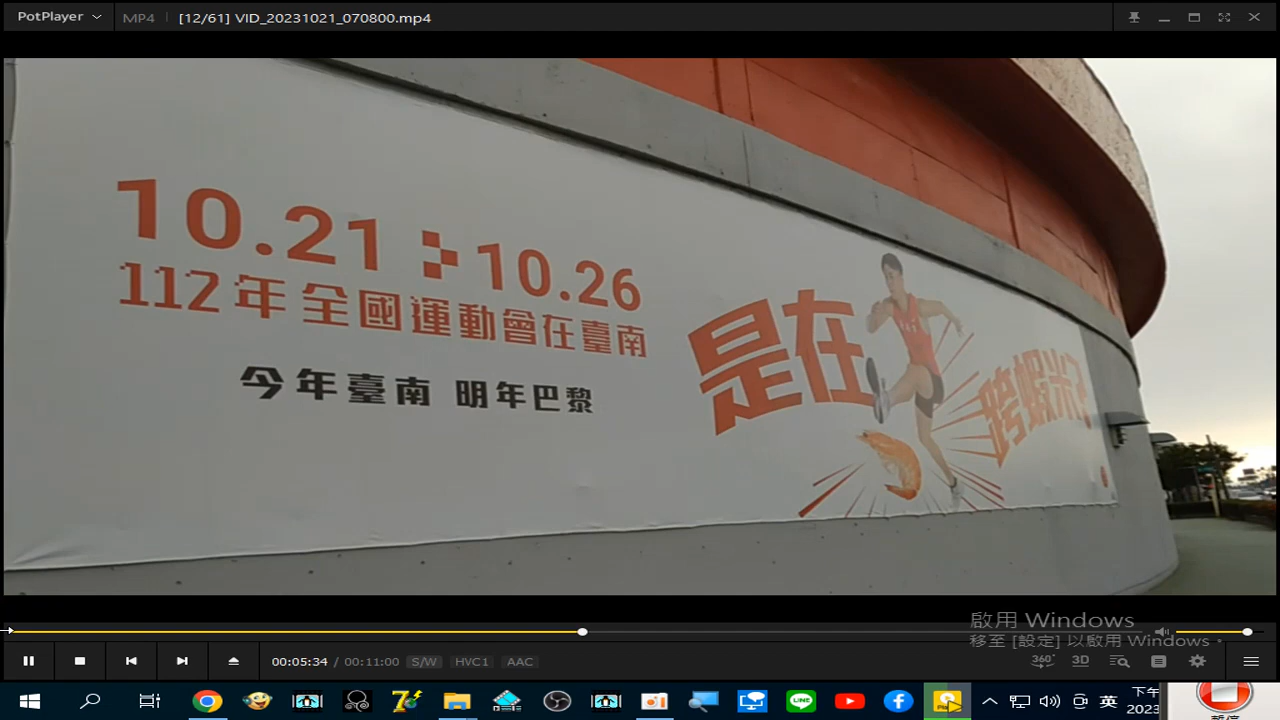 PotPlayer
MP4
[12/61] VID_20231021_070800.mp4
10.21
10.26
112年全國運動會在臺南
今年臺南 明年巴黎
是在
跨蝦米?
啟用 Windows
移至 [設定] 以啟用 Windows。
00:05:34 / 00:11:00 S/W HVC1 AAC
360°
3D
LINE
英
下午
2023